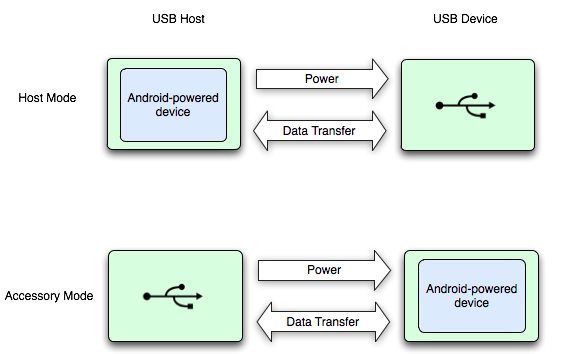 USB Host
USB Device
Host Mode
Android-powered
device
Power
Data Transfer
Accessory Mode
Power
Data Transfer
Android-powered
device